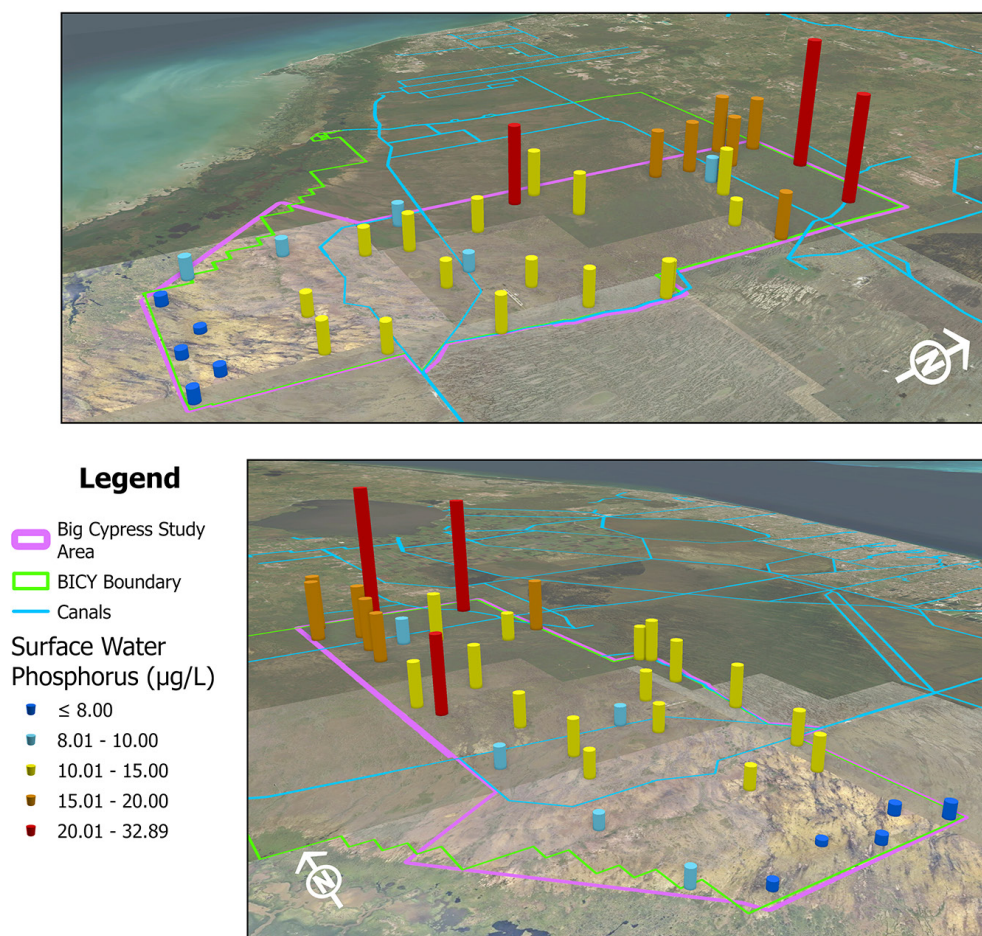 N
Legend
Big Cypress Study
Area
BICY Boundary
Canals
Surface Water
Phosphorus (µg/L)
≤ 8.00
8.01 - 10.00
10.01 - 15.00
15.01 - 20.00
20.01 - 32.89
N